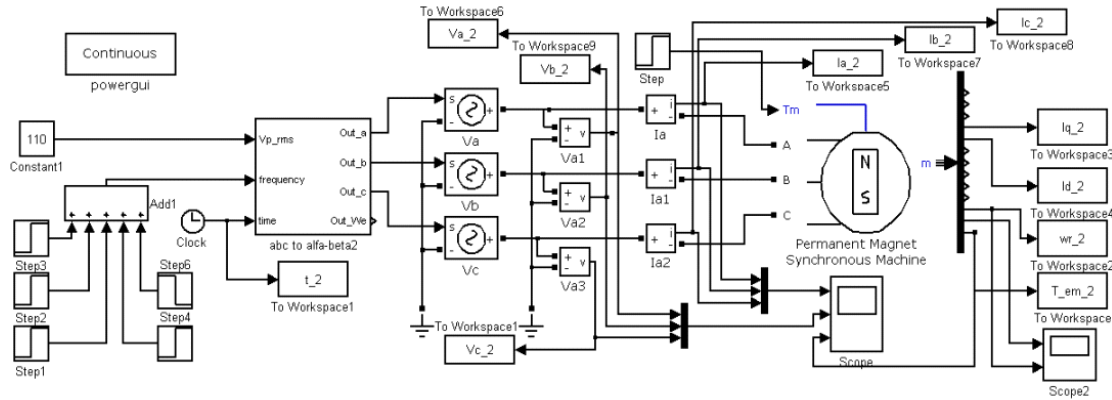 Continuous
powergui
110
Constant1
Add1
Step3
Step2
Step1
Step6
Step4
Clock
Vp_rms
frequency
time
Out_a
Out_b
Out_c
Out_We
abc to alfa-beta2
t_2
To Workspace1
To Workspace6
Va_2
To Workspace9
Vb_2
s
+
-
Va
s
+
-
Vb
s
+
-
Vc
+
-
v
Va1
+
-
v
Va2
+
-
v
Va3
To Workspace1
Vc_2
+
i
-
Ia
+
i
-
Ia1
+
i
-
Ia2
Step
Ia_2
To Workspace5
Ib_2
To Workspace7
Ic_2
To Workspace8
Tm
A
B
C
N
S
m
Permanent Magnet
Synchronous Machine
Scope
Iq_2
To Workspace3
Id_2
To Workspace4
wr_2
To Workspace2
T_em_2
To Workspace
Scope2